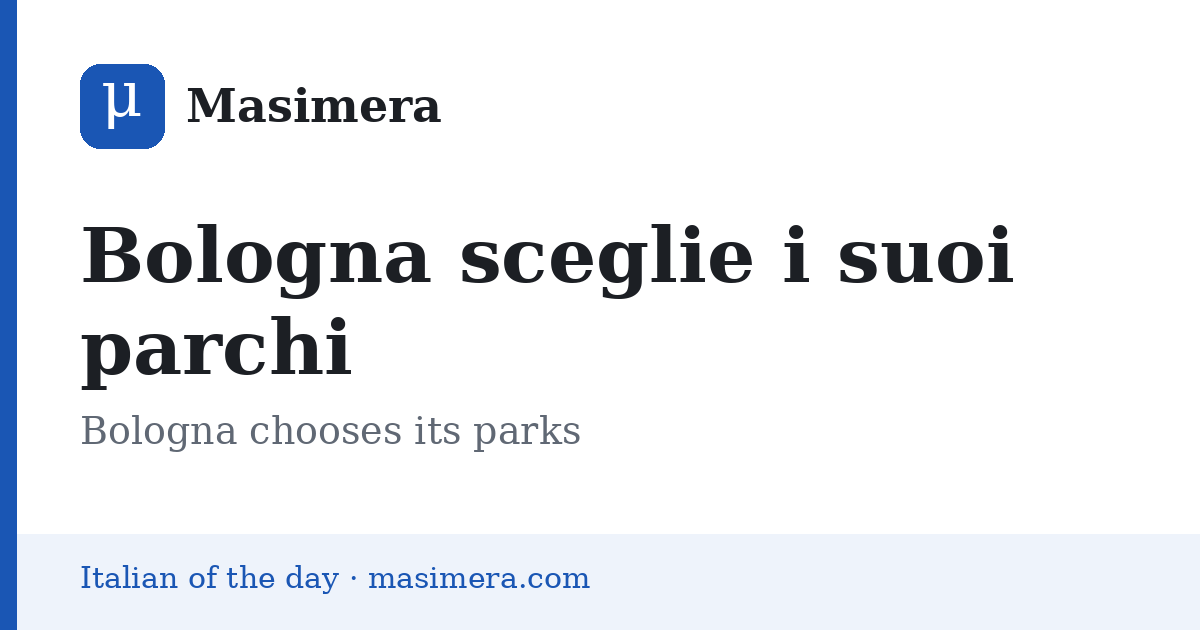 μ
Masimera
Bologna sceglie i suoi
parchi
Bologna chooses its parks
Italian of the day · masimera.com